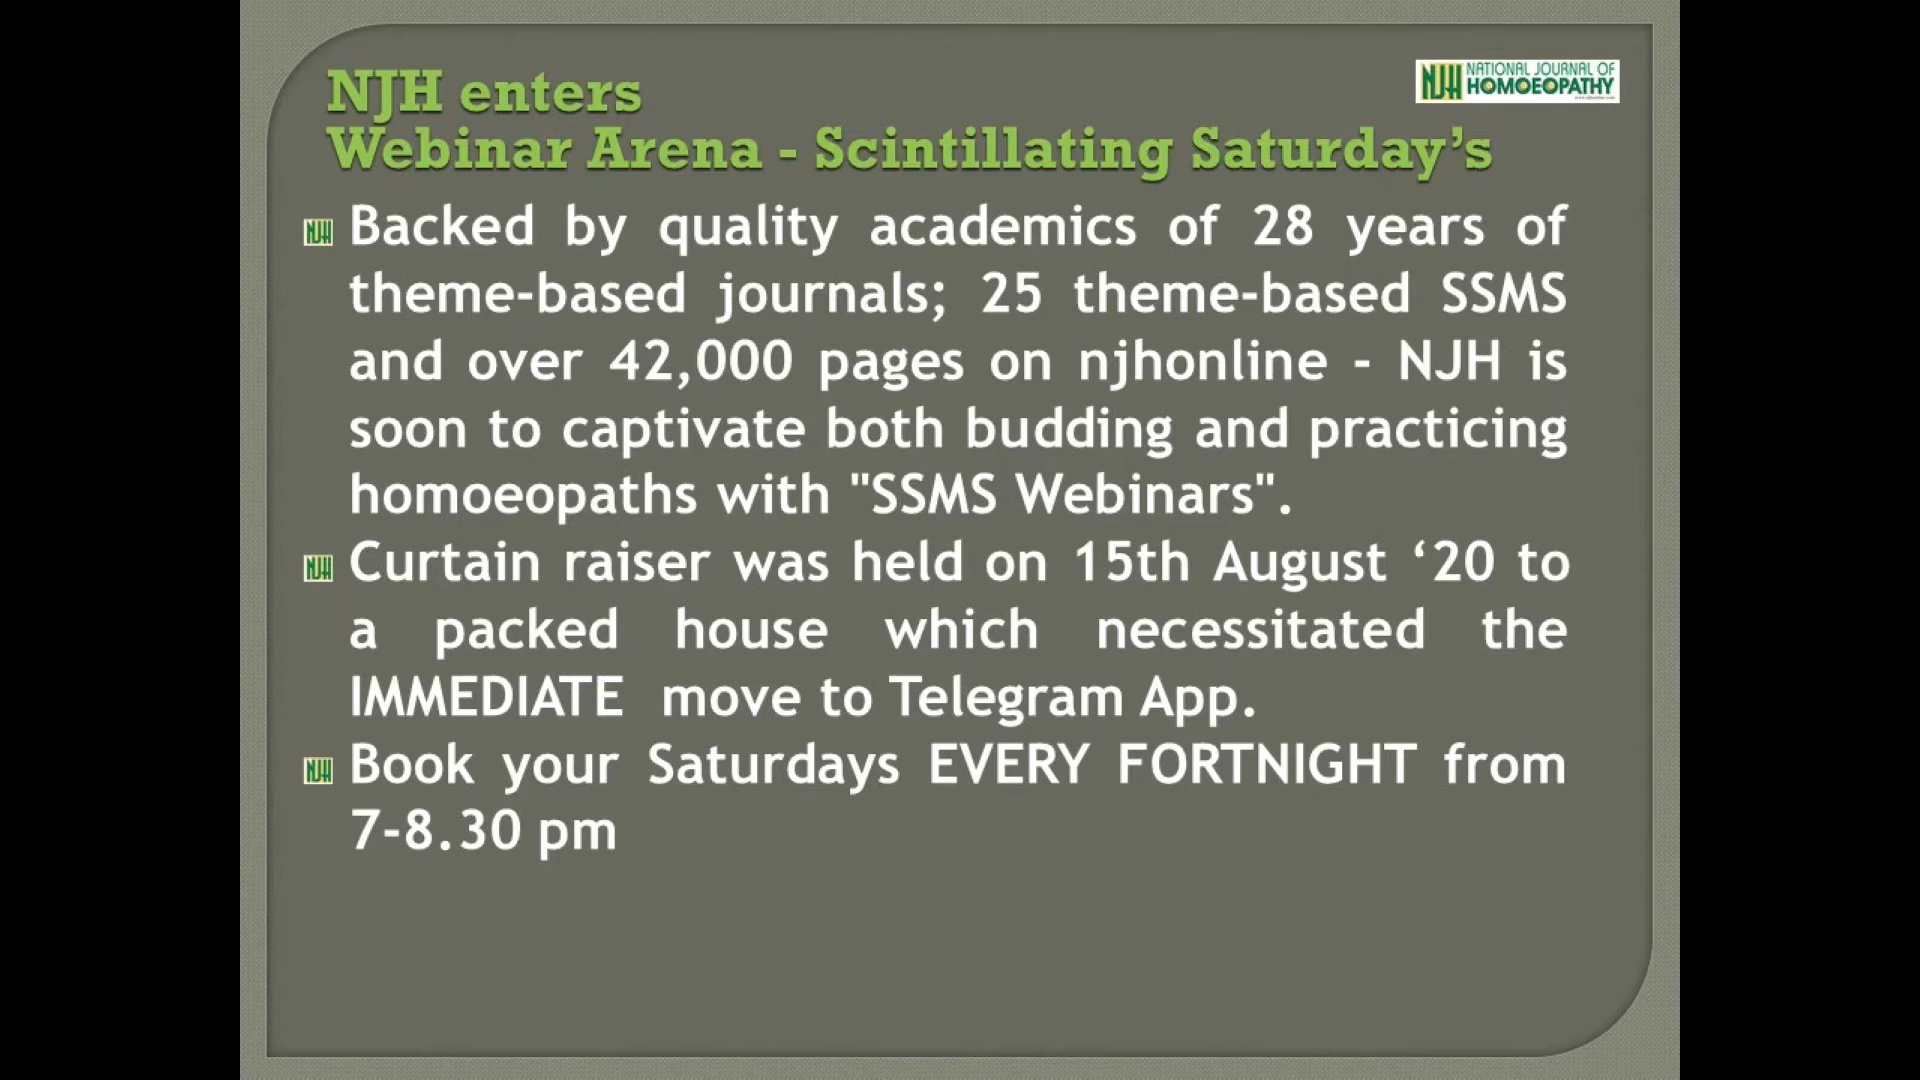 NJH enters
Webinar Arena - Scintillating Saturday’s
NJH NATIONAL JOURNAL OF
HOMOEOPATHY
Backed by quality academics of 28 years of
theme-based journals; 25 theme-based SSMS
and over 42,000 pages on njhonline - NJH is
soon to captivate both budding and practicing
homoeopaths with "SSMS Webinars".
Curtain raiser was held on 15th August ‘20 to
a packed house which necessitated the
IMMEDIATE move to Telegram App.
Book your Saturdays EVERY FORTNIGHT from
7-8.30 pm